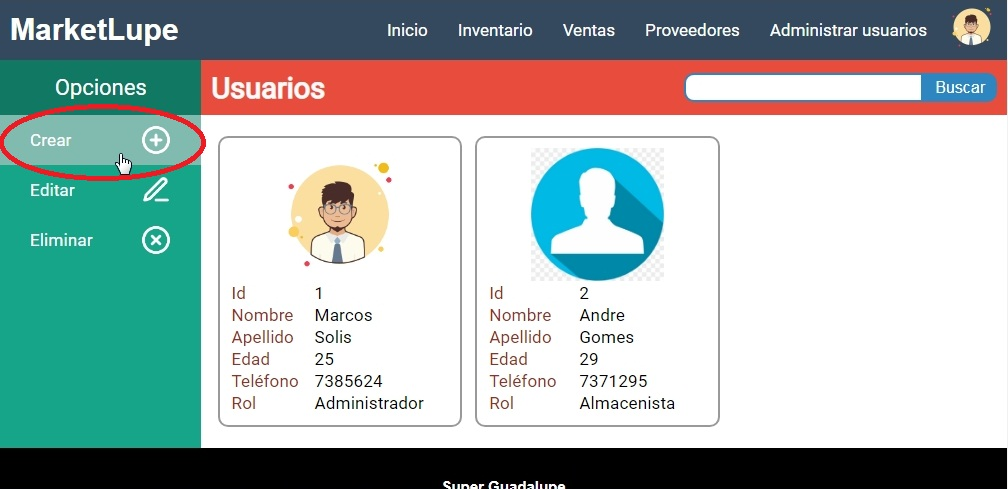 MarketLupe
Inicio Inventario Ventas Proveedores Administrar usuarios
Opciones
Crear
Editar
Eliminar
Usuarios
Buscar
Id 1
Nombre Marcos
Apellido Solis
Edad 25
Teléfono 7385624
Rol Administrador
Id 2
Nombre Andre
Apellido Gomes
Edad 29
Teléfono 7371295
Rol Almacenista
Super Guadalupe